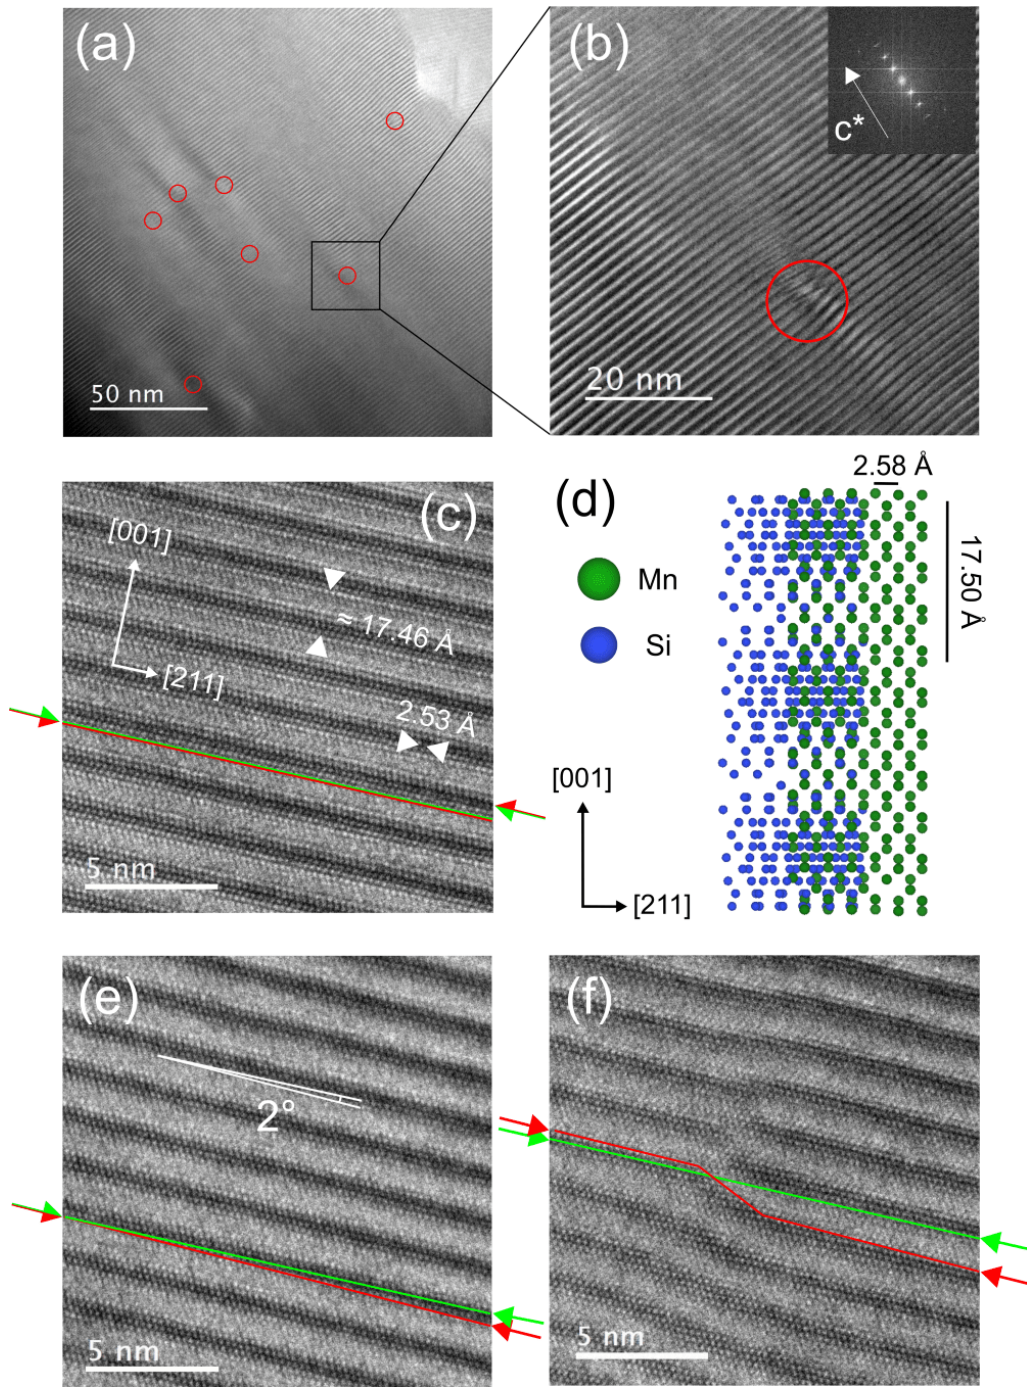 (a)
50 nm
(b)
c*
20 nm
(c)
[001]
≈ 17.46 Å
[211]
2.53 Å
5 nm
(d)
2.58 Å
Mn
Si
17.50 Å
[001]
[211]
(e)
2°
5 nm
(f)
5 nm